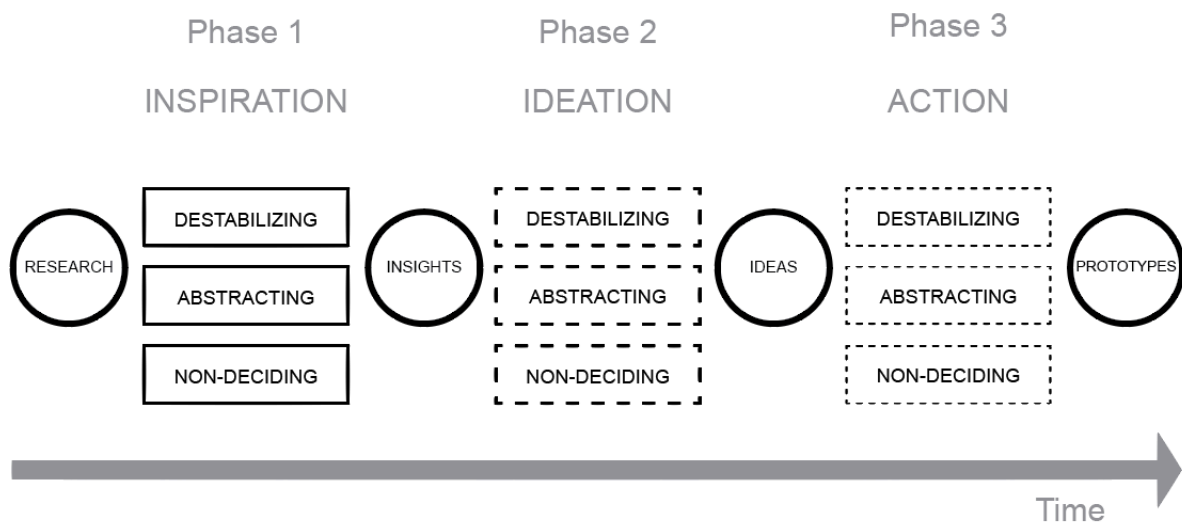 Phase 1
INSPIRATION
Phase 2
IDEATION
Phase 3
ACTION
RESEARCH
DESTABILIZING
ABSTRACTING
NON-DECIDING
INSIGHTS
DESTABILIZING
ABSTRACTING
NON-DECIDING
IDEAS
DESTABILIZING
ABSTRACTING
NON-DECIDING
PROTOTYPES
Time